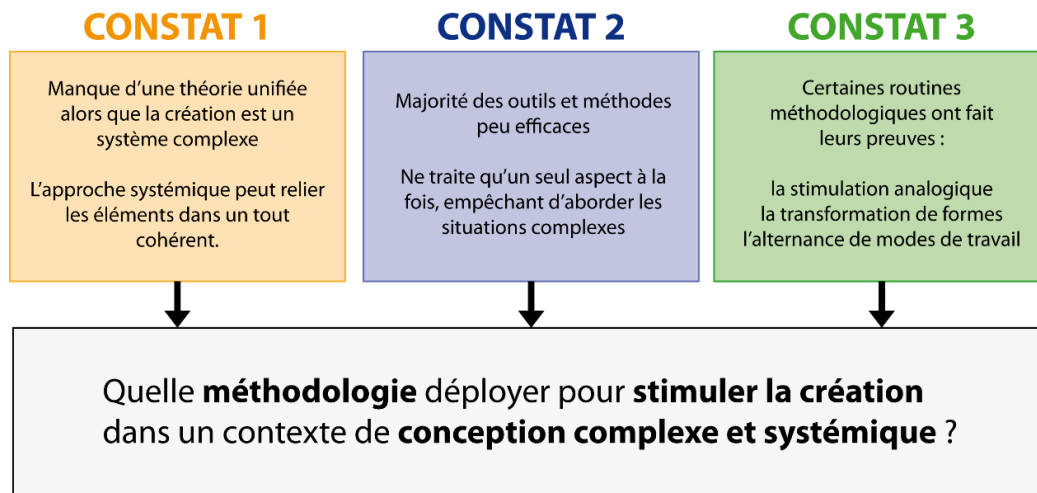 CONSTAT 1
Manque d'une théorie unifiée
alors que la création est un
système complexe
L'approche systémique peut relier
les éléments dans un tout
cohérent.
CONSTAT 2
Majorité des outils et méthodes
peu efficaces
Ne traite qu'un seul aspect à la
fois, empêchant d'aborder les
situations complexes
CONSTAT 3
Certaines routines
méthodologiques ont fait
leurs preuves :
la stimulation analogique
la transformation de formes
l'alternance de modes de travail
Quelle méthodologie déployer pour stimuler la création
dans un contexte de conception complexe et systémique ?